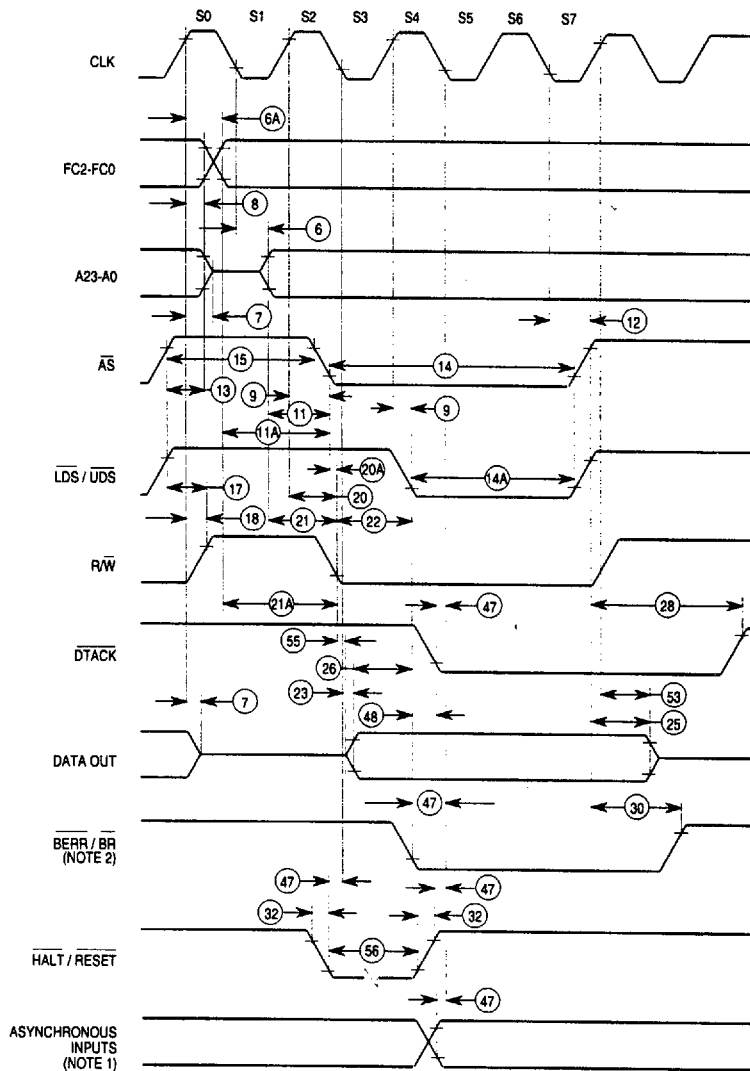 S0 S1 S2 S3 S4 S5 S6 S7
CLK
6A
FC2-FC0
8
6
A23-A0
7 12
AS
15 14
13 9 11 9
11A
LDS / UDS
20A 14A
17 20
18 21 22
R/W
21A 47 28
DTACK
55
26
23 53
7 48 25
DATA OUT
47 30
BERR / BR
(NOTE 2)
47 47
32 32
HALT / RESET
56
47
ASYNCHRONOUS
INPUTS
(NOTE 1)